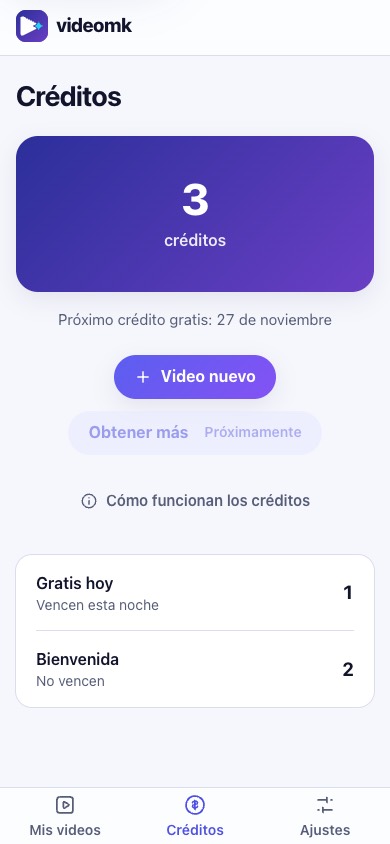 videomk
Créditos
3
créditos
Próximo crédito gratis: 27 de noviembre
Video nuevo
Obtener más Próximamente
Cómo funcionan los créditos
Gratis hoy
Vencen esta noche
1
Bienvenida
No vencen
2
Mis videos Créditos Ajustes